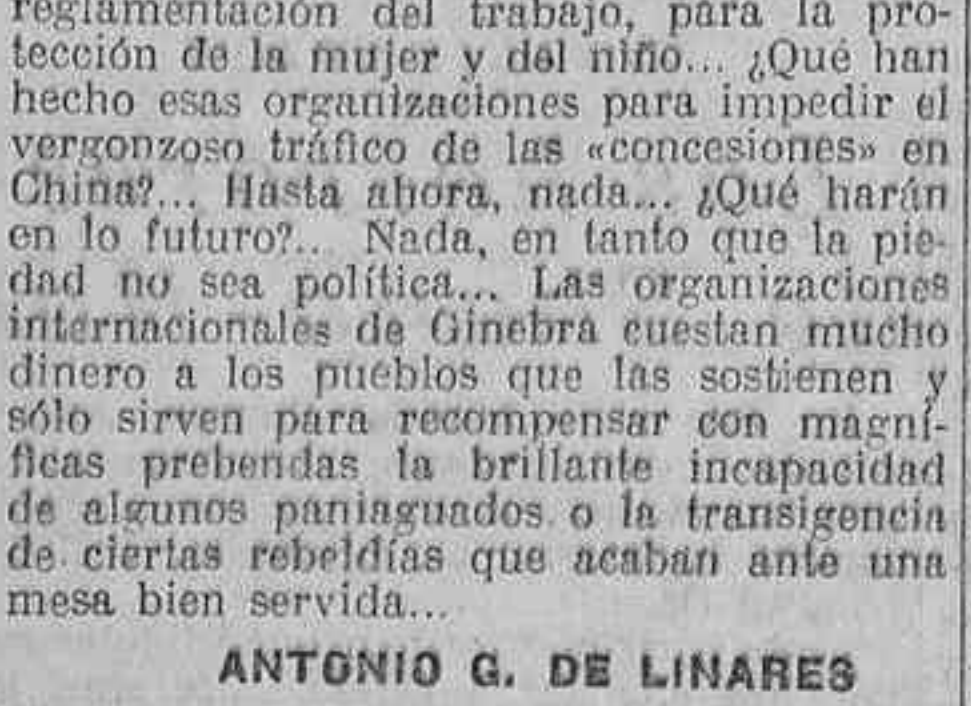 reglamentación del trabajo, para la pro-
tección de la mujer y del niño... ¿Qué han
hecho esas organizaciones para impedir el
vergonzoso tráfico de las «concesiones» en
China?... Hasta ahora, nada... ¿Qué harán
en lo futuro?... Nada, en tanto que la pie-
dad no sea política... Las organizaciones
internacionales de Ginebra cuestan mucho
dinero a los pueblos que las sostienen y
sólo sirven para recompensar con magní-
ficas prebendas la brillante incapacidad
de algunos paniaguados o la transigencia
de ciertas rebeldías que acaban ante una
mesa bien servida...
ANTONIO G. DE LINARES